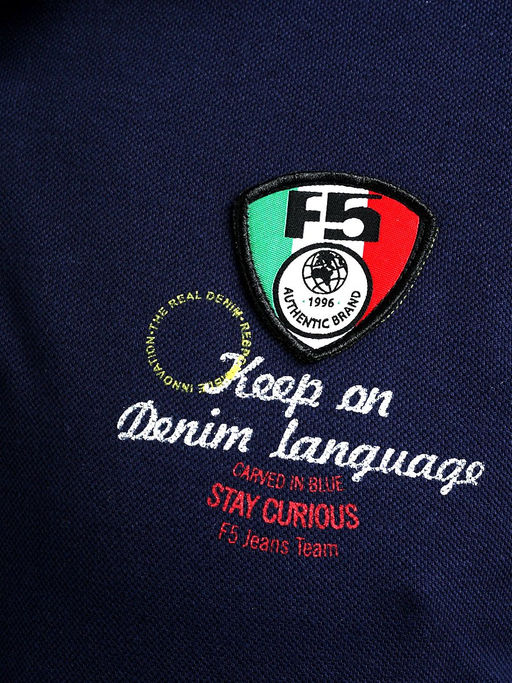 F5
1996
AUTHENTIC BRAND
THE REAL DENIM
INNOVATION
Keep on
Denim language
CARVED IN BLUE
STAY CURIOUS
F5 Jeans Team